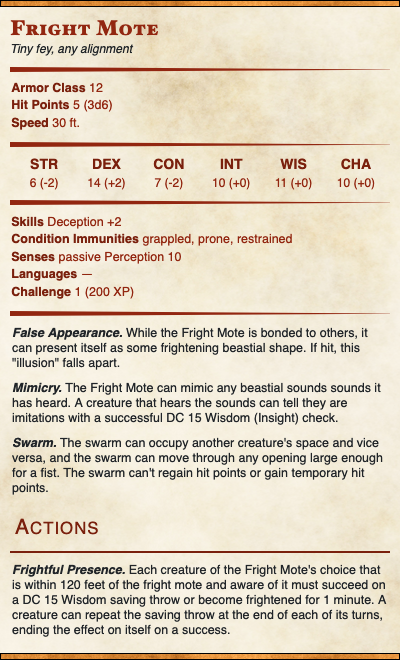 Fright Mote
Tiny fey, any alignment
Armor Class 12
Hit Points 5 (3d6)
Speed 30 ft.
STR DEX CON INT WIS CHA
6 (-2) 14 (+2) 7 (-2) 10 (+0) 11 (+0) 10 (+0)
Skills Deception +2
Condition Immunities grappled, prone, restrained
Senses passive Perception 10
Languages —
Challenge 1 (200 XP)
False Appearance. While the Fright Mote is bonded to others, it
can present itself as some frightening beastial shape. If hit, this
"illusion" falls apart.
Mimicry. The Fright Mote can mimic any beastial sounds sounds it
has heard. A creature that hears the sounds can tell they are
imitations with a successful DC 15 Wisdom (Insight) check.
Swarm. The swarm can occupy another creature's space and vice
versa, and the swarm can move through any opening large enough
for a fist. The swarm can't regain hit points or gain temporary hit
points.
Actions
Frightful Presence. Each creature of the Fright Mote's choice that
is within 120 feet of the fright mote and aware of it must succeed on
a DC 15 Wisdom saving throw or become frightened for 1 minute. A
creature can repeat the saving throw at the end of each of its turns,
ending the effect on itself on a success.